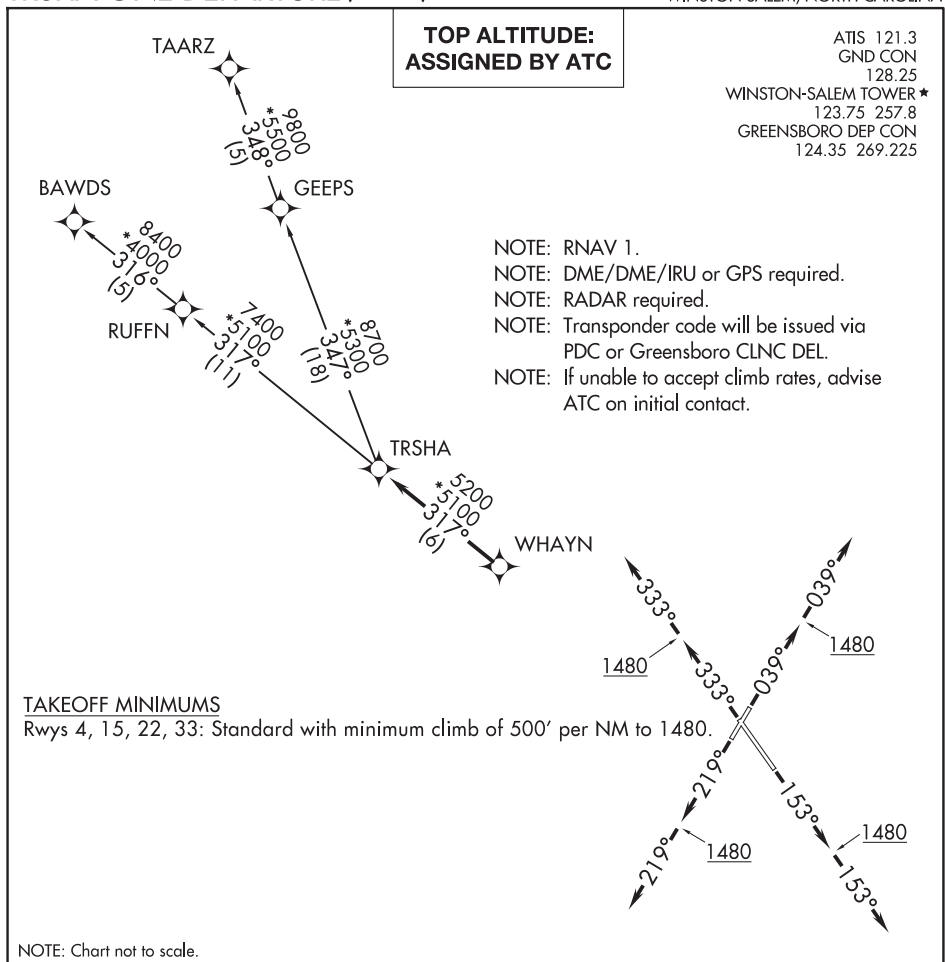 TOP ALTITUDE:
ASSIGNED BY ATC
ATIS 121.3
GND CON
128.25
WINSTON-SALEM TOWER ★
123.75 257.8
GREENSBORO DEP CON
124.35 269.225
TAARZ
9800
*5500
348°
(5)
GEEPS
BAWDS
8400
*4000
316°
(5)
RUFFN
7400
*5100
317°
(11)
8700
*5300
347°
(18)
NOTE: RNAV 1.
NOTE: DME/DME/IRU or GPS required.
NOTE: RADAR required.
NOTE: Transponder code will be issued via
PDC or Greensboro CLNC DEL.
NOTE: If unable to accept climb rates, advise
ATC on initial contact.
TRSHA
5200
*5100
317°
(6)
WHAYN
333°
039°
1480
1480
333°
039°
TAKEOFF MINIMUMS
Rwys 4, 15, 22, 33: Standard with minimum climb of 500' per NM to 1480.
219°
153°
1480
1480
219°
153°
NOTE: Chart not to scale.